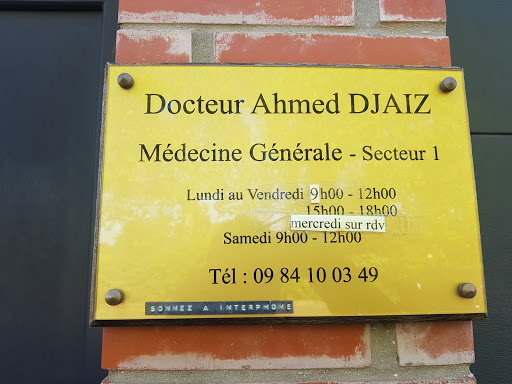 Docteur Ahmed DJAIZ
Médecine Générale - Secteur 1
Lundi au Vendredi 9h00 - 12h00
15h00 - 18h00
mercredi sur rdv
Samedi 9h00 - 12h00
Tél : 09 84 10 03 49
SONNEZ A INTERPHONE